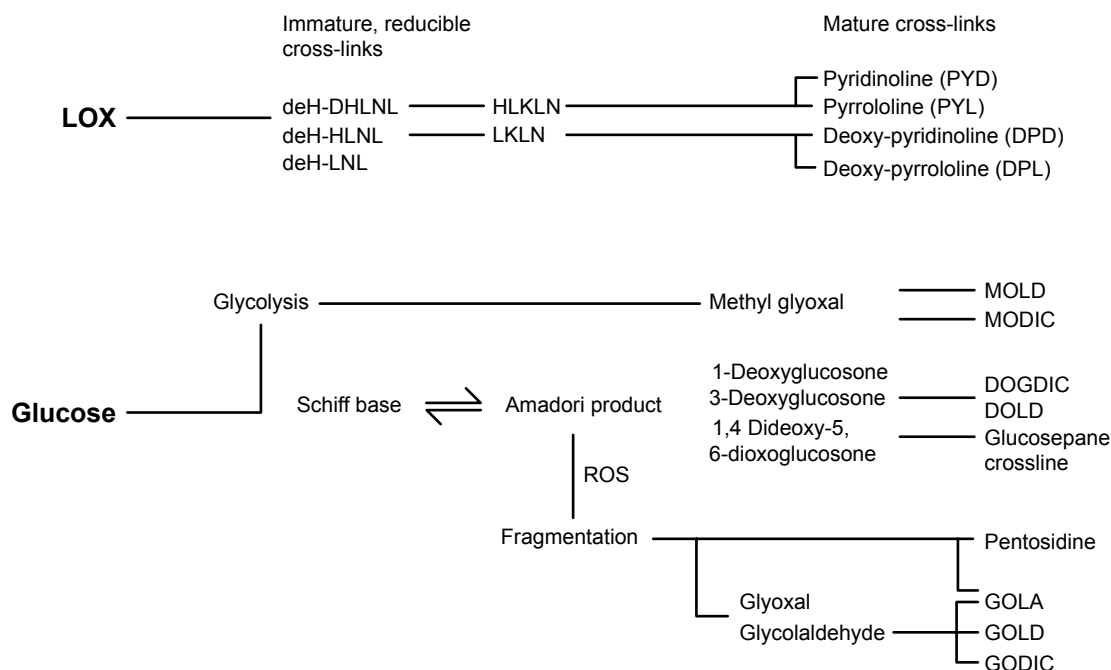 Immature, reducible
cross-links
Mature cross-links
LOX
deH-DHLNL
HLKLN
Pyridinoline (PYD)
Pyrrololine (PYL)
deH-HLNL
LKLN
Deoxy-pyridinoline (DPD)
deH-LNL
Deoxy-pyrrololine (DPL)
Glycolysis
Methyl glyoxal
MOLD
MODIC
Glucose
Schiff base
Amadori product
1-Deoxyglucosone
3-Deoxyglucosone
1,4 Dideoxy-5,
6-dioxoglucosone
DOGDIC
DOLD
Glucosepane
crossline
ROS
Fragmentation
Pentosidine
Glyoxal
Glycolaldehyde
GOLA
GOLD
GODIC